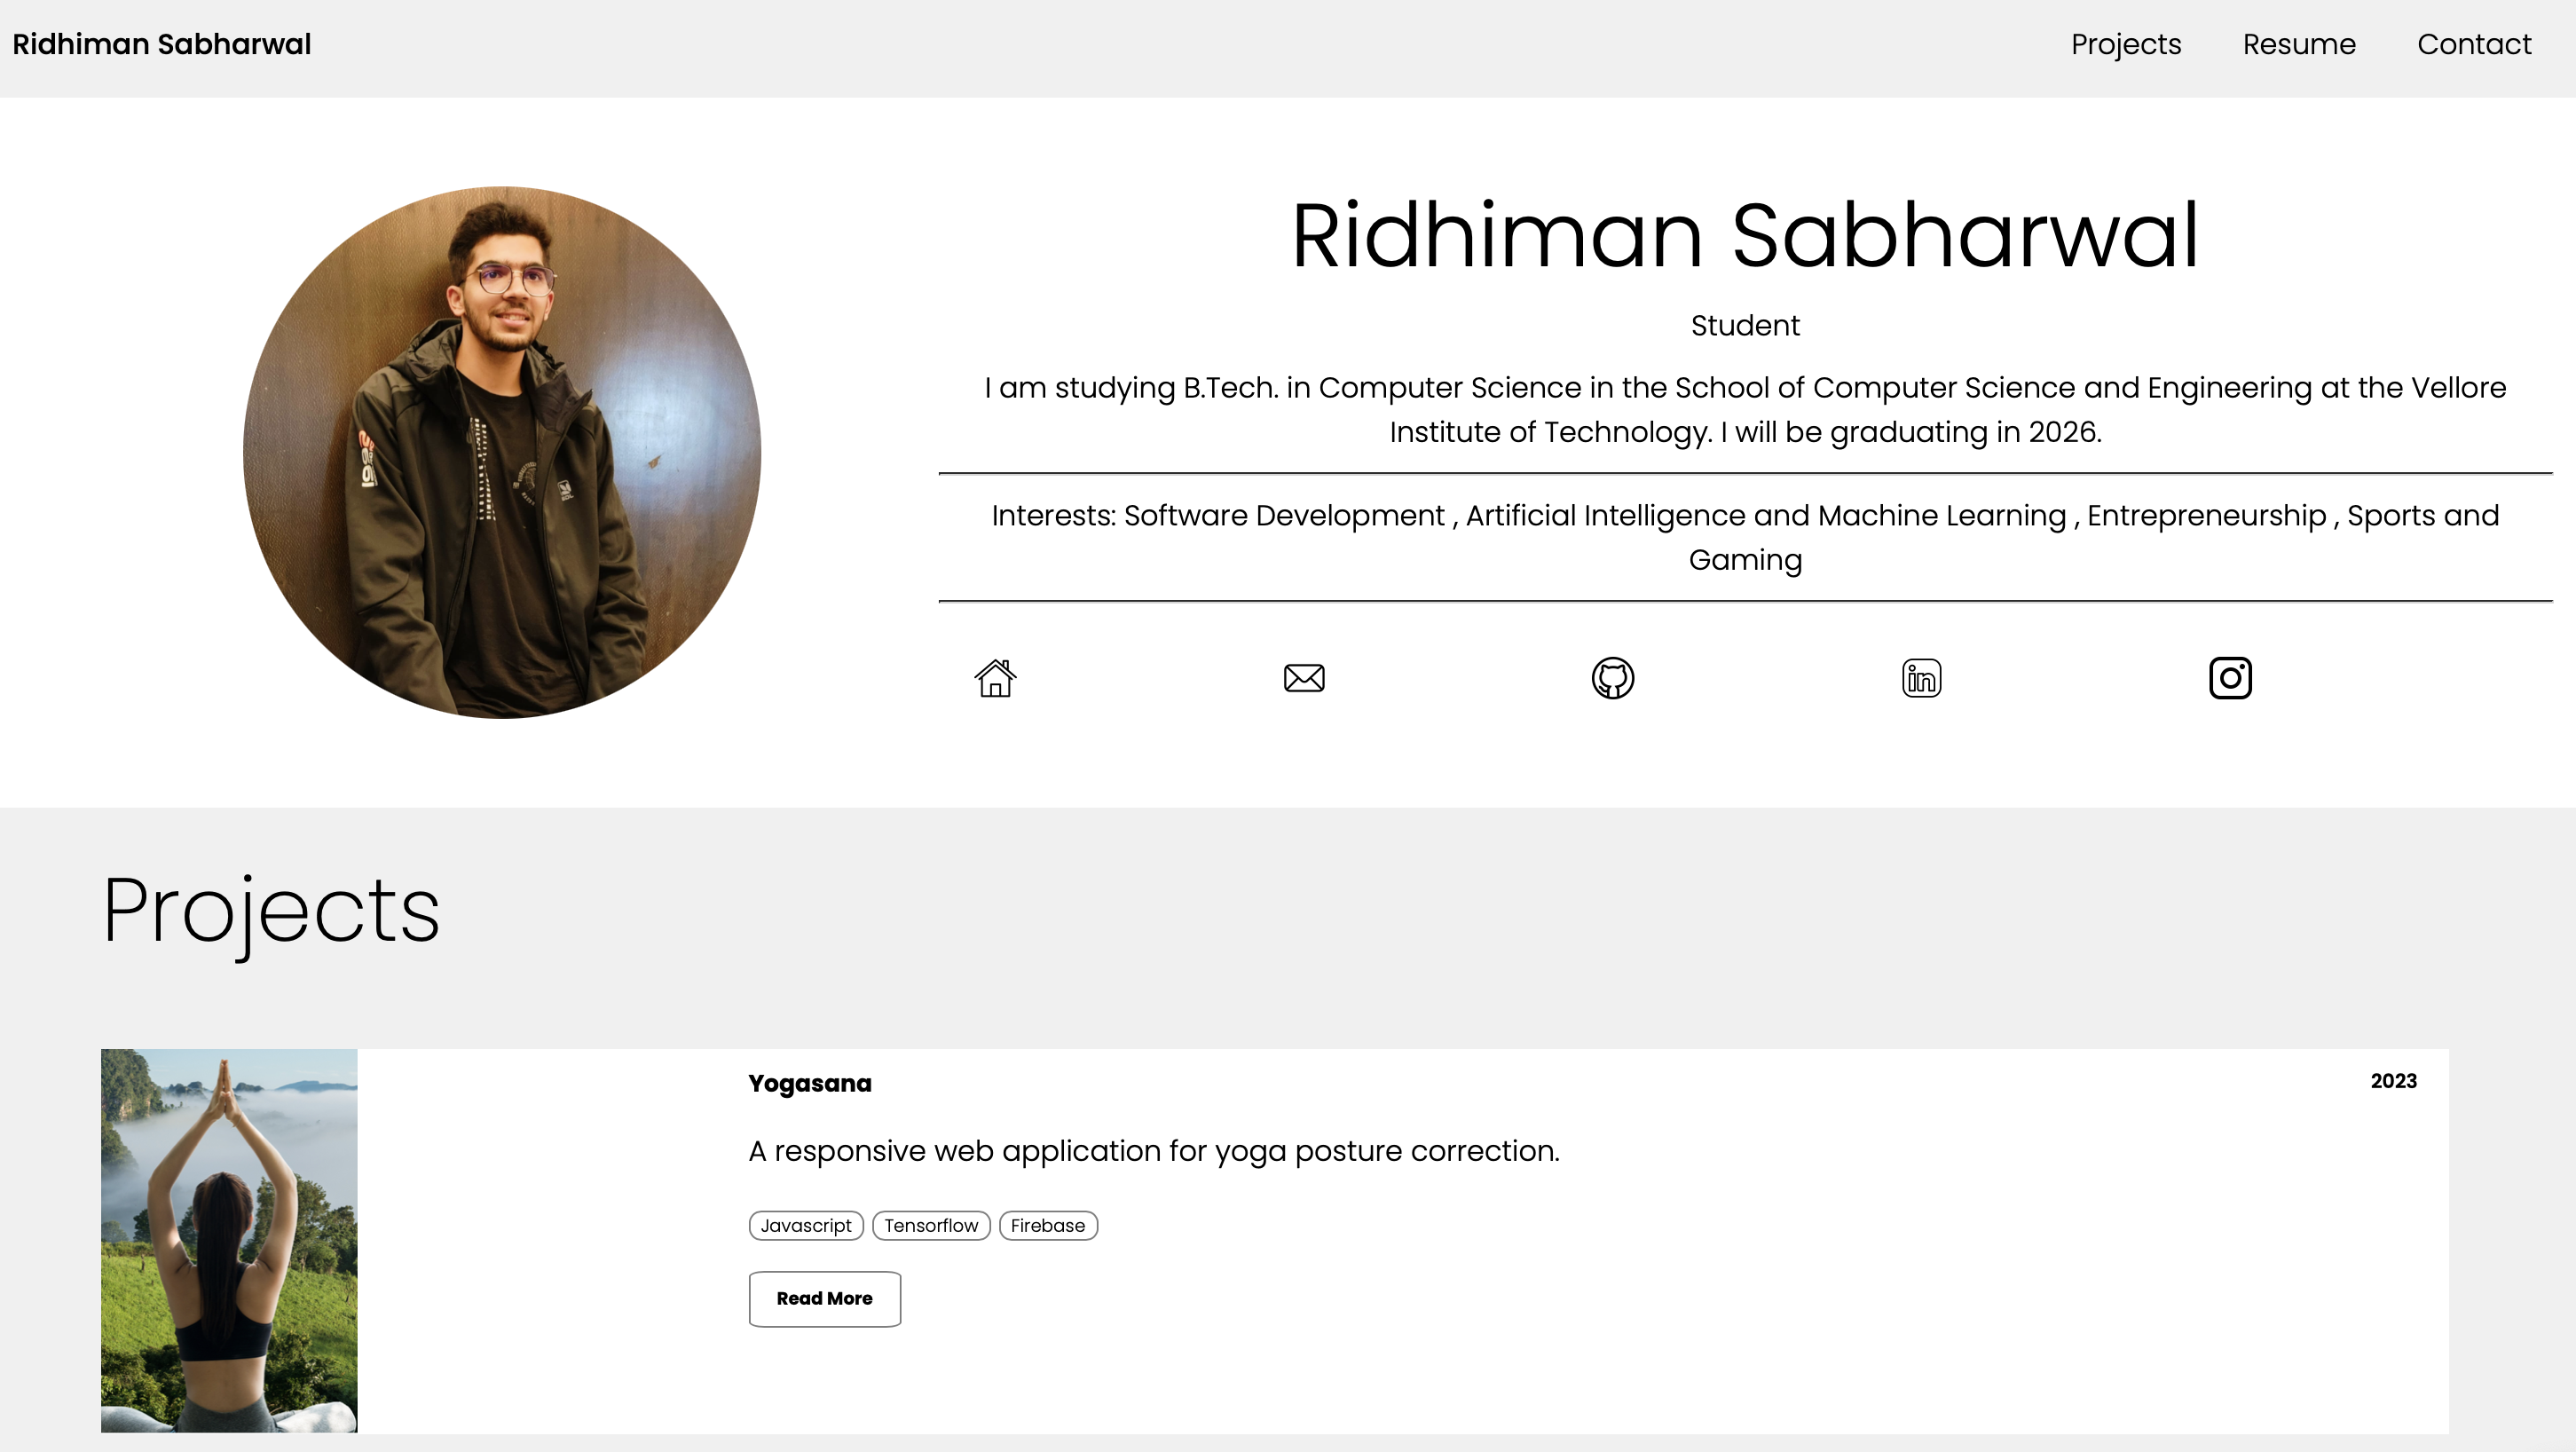 Ridhiman Sabharwal
Projects Resume Contact
Ridhiman Sabharwal
Student
I am studying B.Tech. in Computer Science in the School of Computer Science and Engineering at the Vellore
Institute of Technology. I will be graduating in 2026.
Interests: Software Development , Artificial Intelligence and Machine Learning , Entrepreneurship , Sports and
Gaming
in
Projects
Yogasana
2023
A responsive web application for yoga posture correction.
Javascript Tensorflow Firebase
Read More